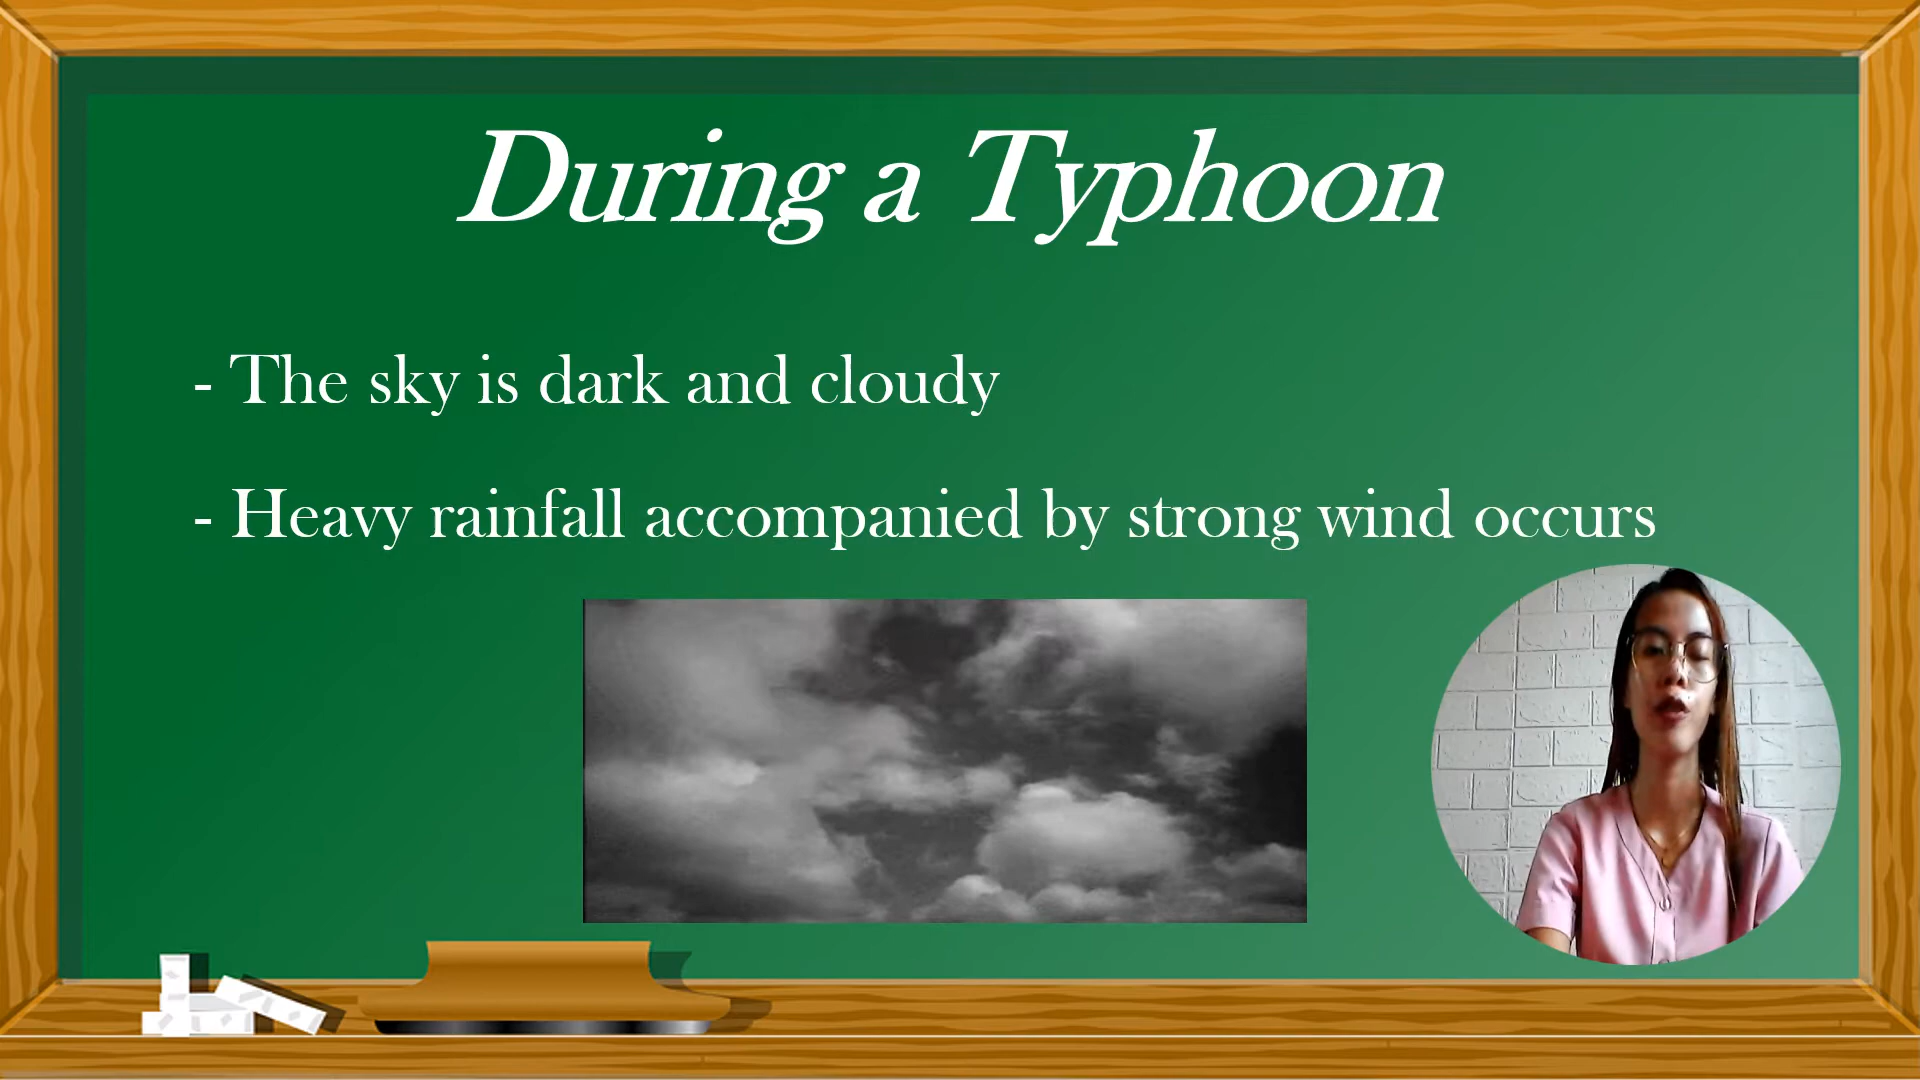 During a Typhoon
- The sky is dark and cloudy
- Heavy rainfall accompanied by strong wind occurs